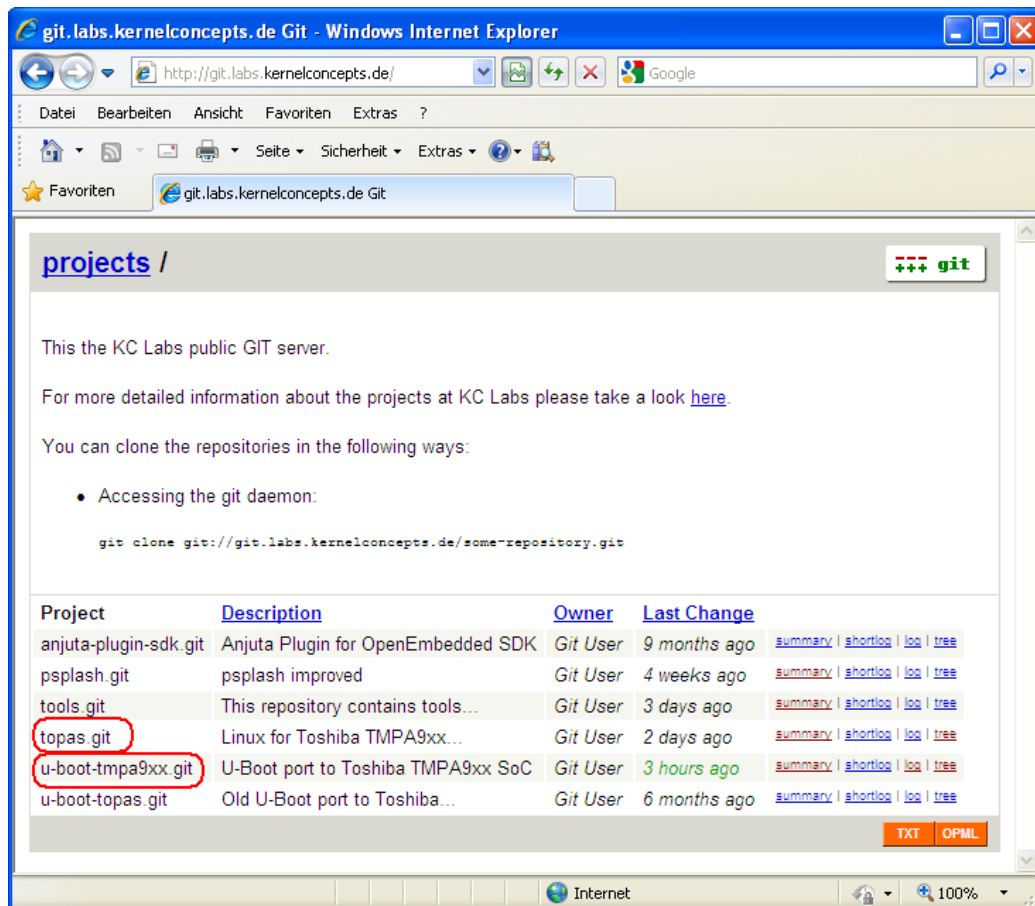 git.labs.kernelconcepts.de Git - Windows Internet Explorer
http://git.labs.kernelconcepts.de/ Google
Datei Bearbeiten Ansicht Favoriten Extras ?
Seite Sicherheit Extras
Favoriten git.labs.kernelconcepts.de Git
projects / git
This the KC Labs public GIT server.
For more detailed information about the projects at KC Labs please take a look here.
You can clone the repositories in the following ways:
• Accessing the git daemon:
git clone git://git.labs.kernelconcepts.de/some-repository.git
Project Description Owner Last Change
anjuta-plugin-sdk.git Anjuta Plugin for OpenEmbedded SDK Git User 9 months ago summary | shortlog | log | tree
psplash.git psplash improved Git User 4 weeks ago summary | shortlog | log | tree
tools.git This repository contains tools... Git User 3 days ago summary | shortlog | log | tree
topas.git Linux for Toshiba TMPA9xx... Git User 2 days ago summary | shortlog | log | tree
u-boot-tmpa9xx.git U-Boot port to Toshiba TMPA9xx SoC Git User 3 hours ago summary | shortlog | log | tree
u-boot-topas.git Old U-Boot port to Toshiba... Git User 6 months ago summary | shortlog | log | tree
TXT OPML
Internet 100%